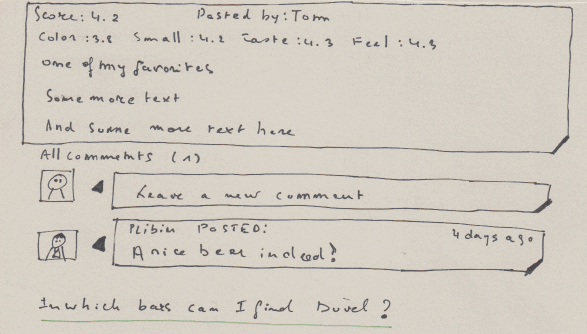 Score: 4.2 Posted by: Tom
Color: 3.8 Small: 4.2 Taste: 4.3 Feel: 4.3
one of my favorites
Some more text
And somme more text here
All comments (1)
Leave a new comment
Plibin POSTED:
4 days ago
A nice beer indeed!
In which bars can I find Duvel?